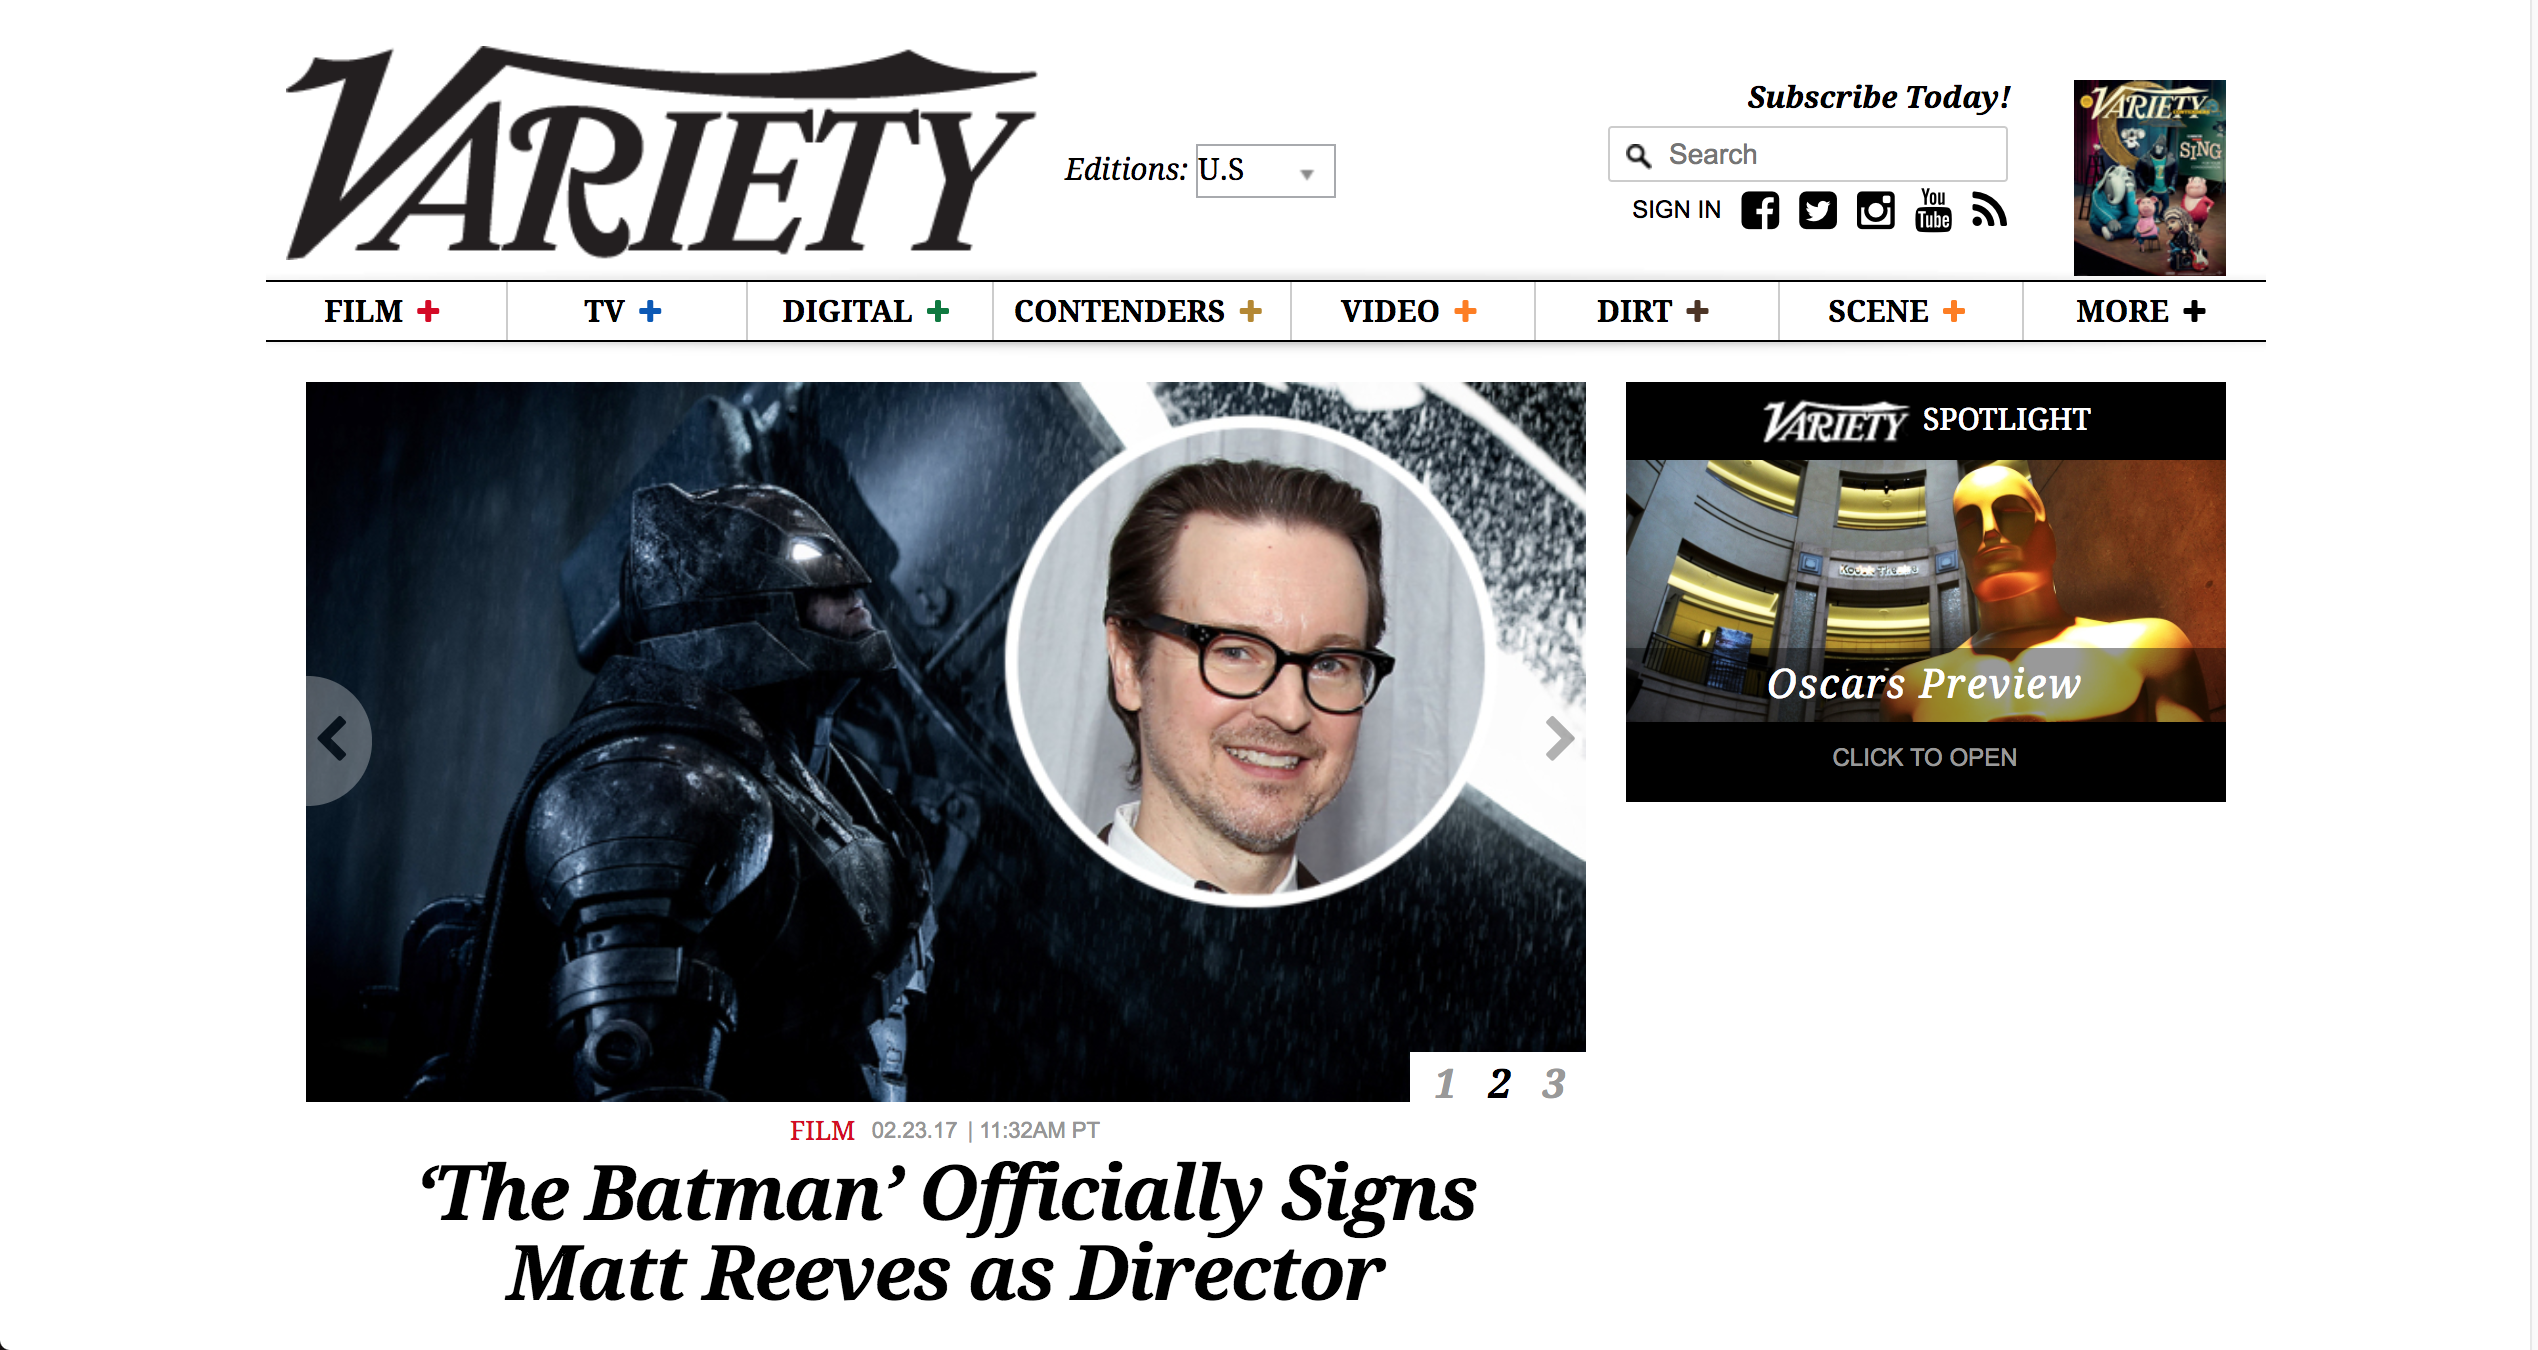 VARIETY
Editions: U.S
Subscribe Today!
Search
SIGN IN
You
Tube
VARIETY
SING
FILM + TV + DIGITAL + CONTENDERS + VIDEO + DIRT + SCENE + MORE +
VARIETY SPOTLIGHT
Kodak Theatre
Oscars Preview
CLICK TO OPEN
1 2 3
FILM 02.23.17 | 11:32AM PT
‘The Batman’ Officially Signs
Matt Reeves as Director